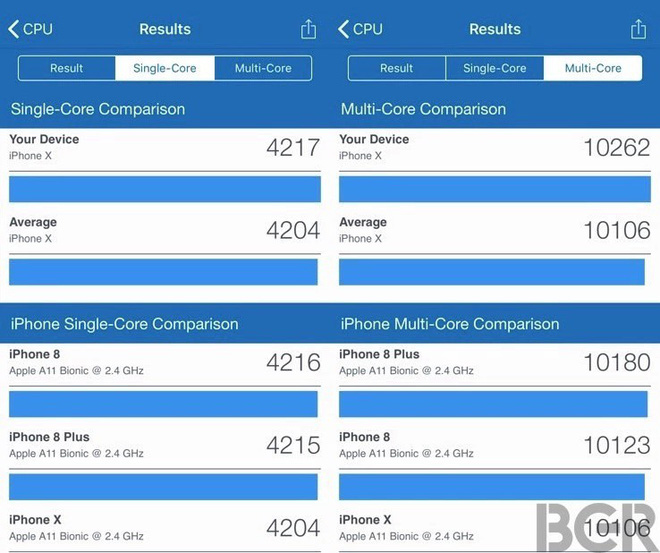 CPU
Results
Result
Single-Core
Multi-Core
Single-Core Comparison
Your Device
iPhone X
4217
Average
iPhone X
4204
iPhone Single-Core Comparison
iPhone 8
Apple A11 Bionic @ 2.4 GHz
4216
iPhone 8 Plus
Apple A11 Bionic @ 2.4 GHz
4215
iPhone X
Apple A11 Bionic @ 2.4 GHz
4204
CPU
Results
Result
Single-Core
Multi-Core
Multi-Core Comparison
Your Device
iPhone X
10262
Average
iPhone X
10106
iPhone Multi-Core Comparison
iPhone 8 Plus
Apple A11 Bionic @ 2.4 GHz
10180
iPhone 8
Apple A11 Bionic @ 2.4 GHz
10123
iPhone X
Apple A11 Bionic @ 2.4 GHz
10106
BGR